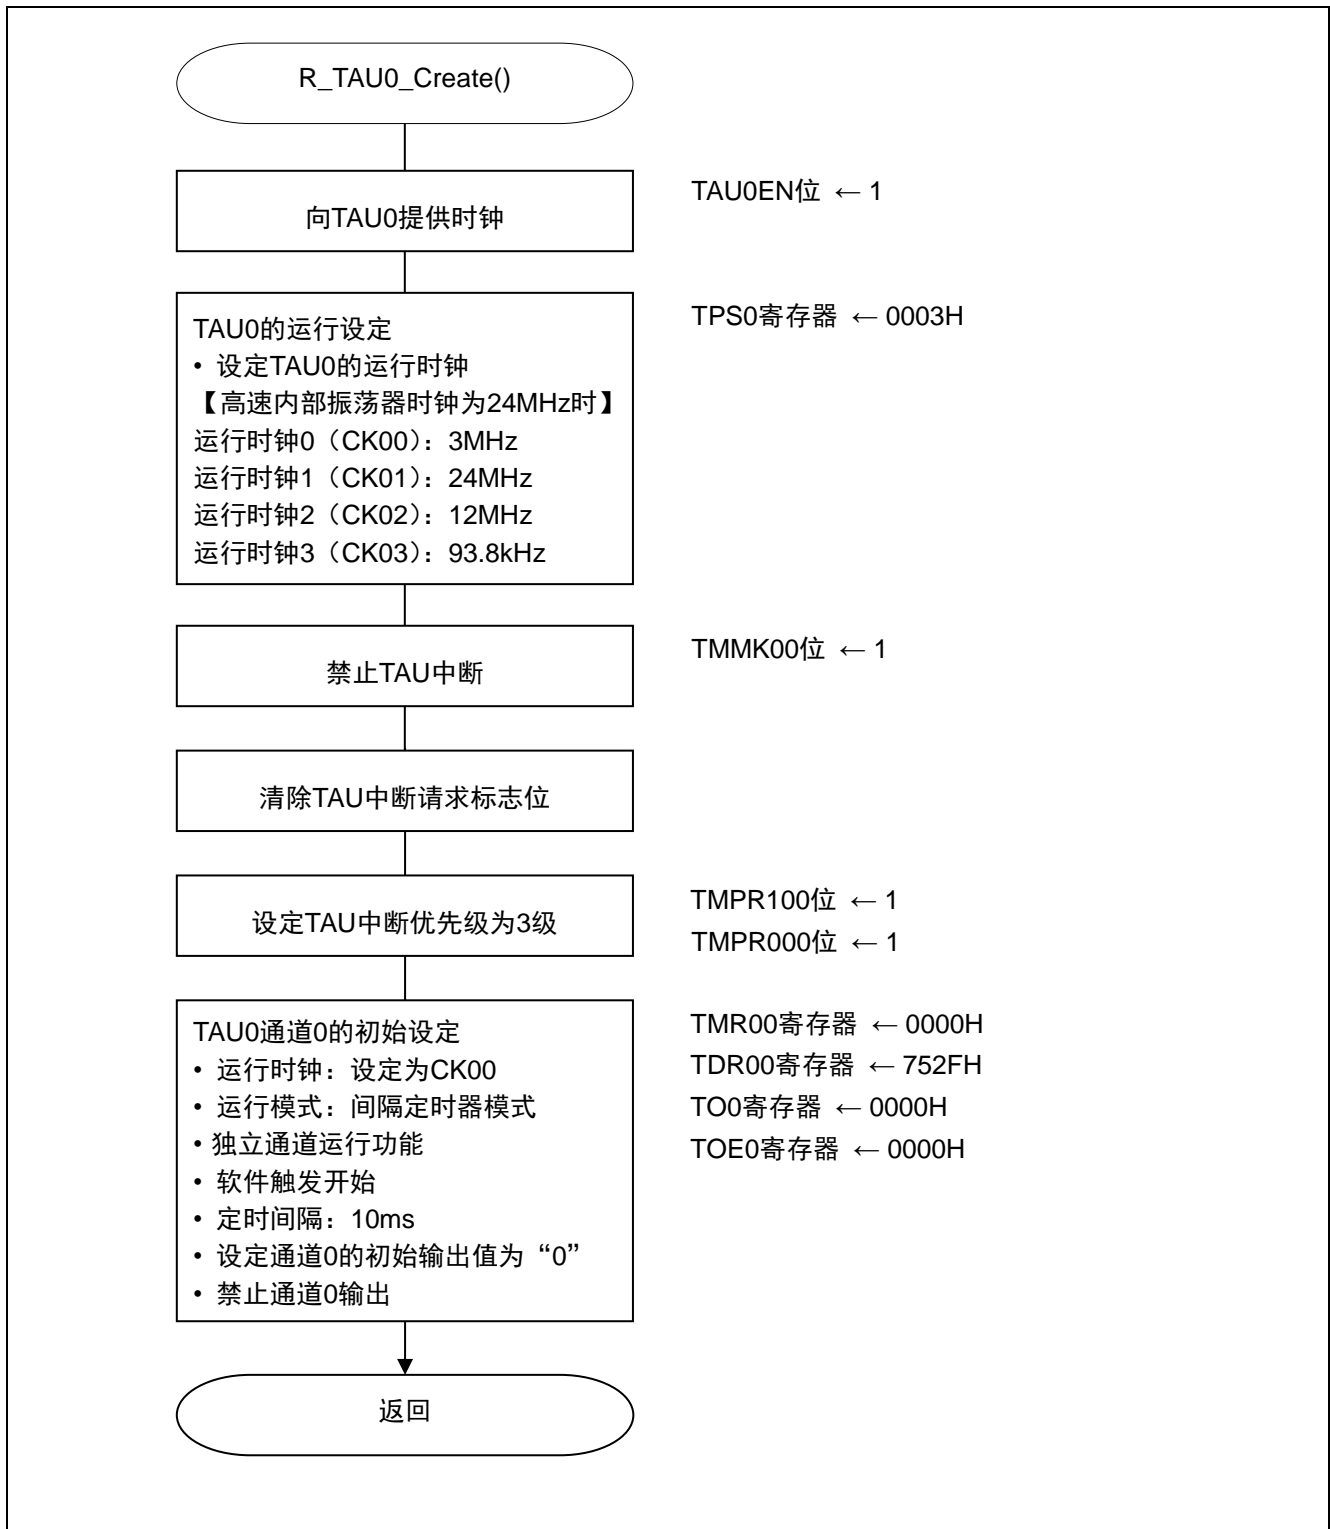 R_TAU0_Create()
向TAU0提供时钟
TAU0EN位 ← 1
TAU0的运行设定
• 设定TAU0的运行时钟
【高速内部振荡器时钟为24MHz时】
运行时钟0（CK00）：3MHz
运行时钟1（CK01）：24MHz
运行时钟2（CK02）：12MHz
运行时钟3（CK03）：93.8kHz
TPS0寄存器 ← 0003H
禁止TAU中断
TMMK00位 ← 1
清除TAU中断请求标志位
设定TAU中断优先级为3级
TMPR100位 ← 1
TMPR000位 ← 1
TAU0通道0的初始设定
• 运行时钟：设定为CK00
• 运行模式：间隔定时器模式
• 独立通道运行功能
• 软件触发开始
• 定时间隔：10ms
• 设定通道0的初始输出值为“0”
• 禁止通道0输出
TMR00寄存器 ← 0000H
TDR00寄存器 ← 752FH
TO0寄存器 ← 0000H
TOE0寄存器 ← 0000H
返回